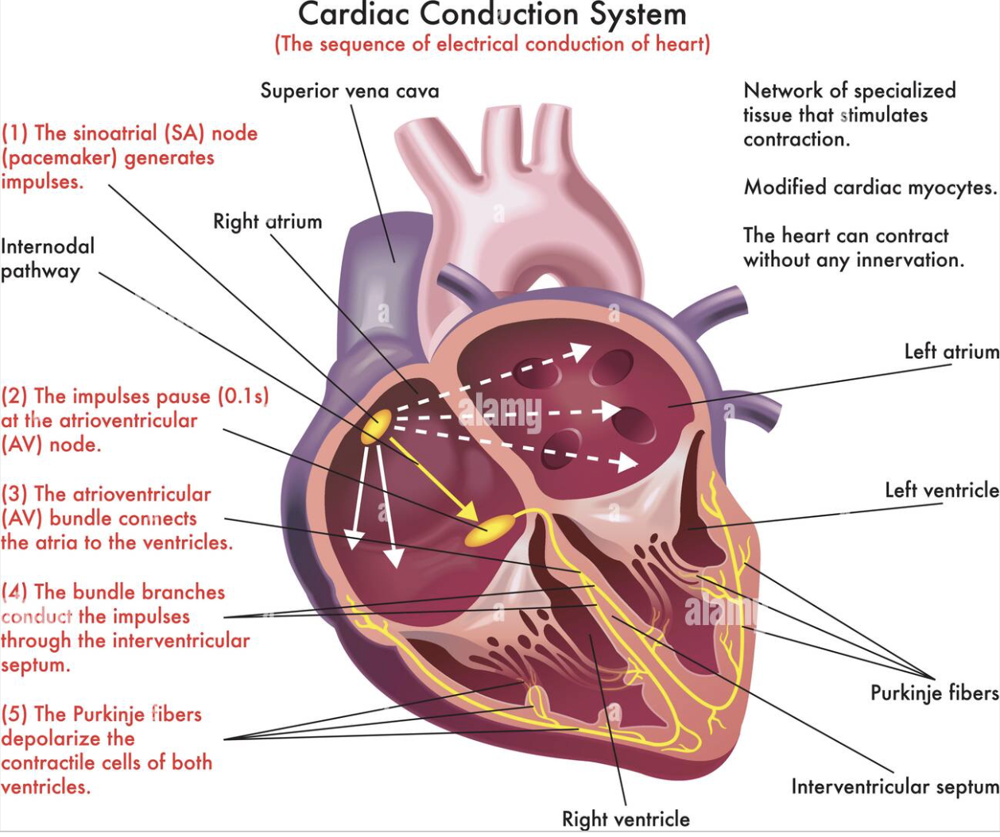 Cardiac Conduction System
(The sequence of electrical conduction of heart)
Superior vena cava
(1) The sinoatrial (SA) node
(pacemaker) generates
impulses.
Right atrium
Internodal
pathway
(2) The impulses pause (0.1s)
at the atrioventricular
(AV) node.
(3) The atrioventricular
(AV) bundle connects
the atria to the ventricles.
(4) The bundle branches
conduct the impulses
through the interventricular
septum.
(5) The Purkinje fibers
depolarize the
contractile cells of both
ventricles.
Network of specialized
tissue that stimulates
contraction.
Modified cardiac myocytes.
The heart can contract
without any innervation.
Left atrium
Left ventricle
Purkinje fibers
Interventricular septum
Right ventricle
a
a
a
a
alamy
a
a
a
a
alamy
a